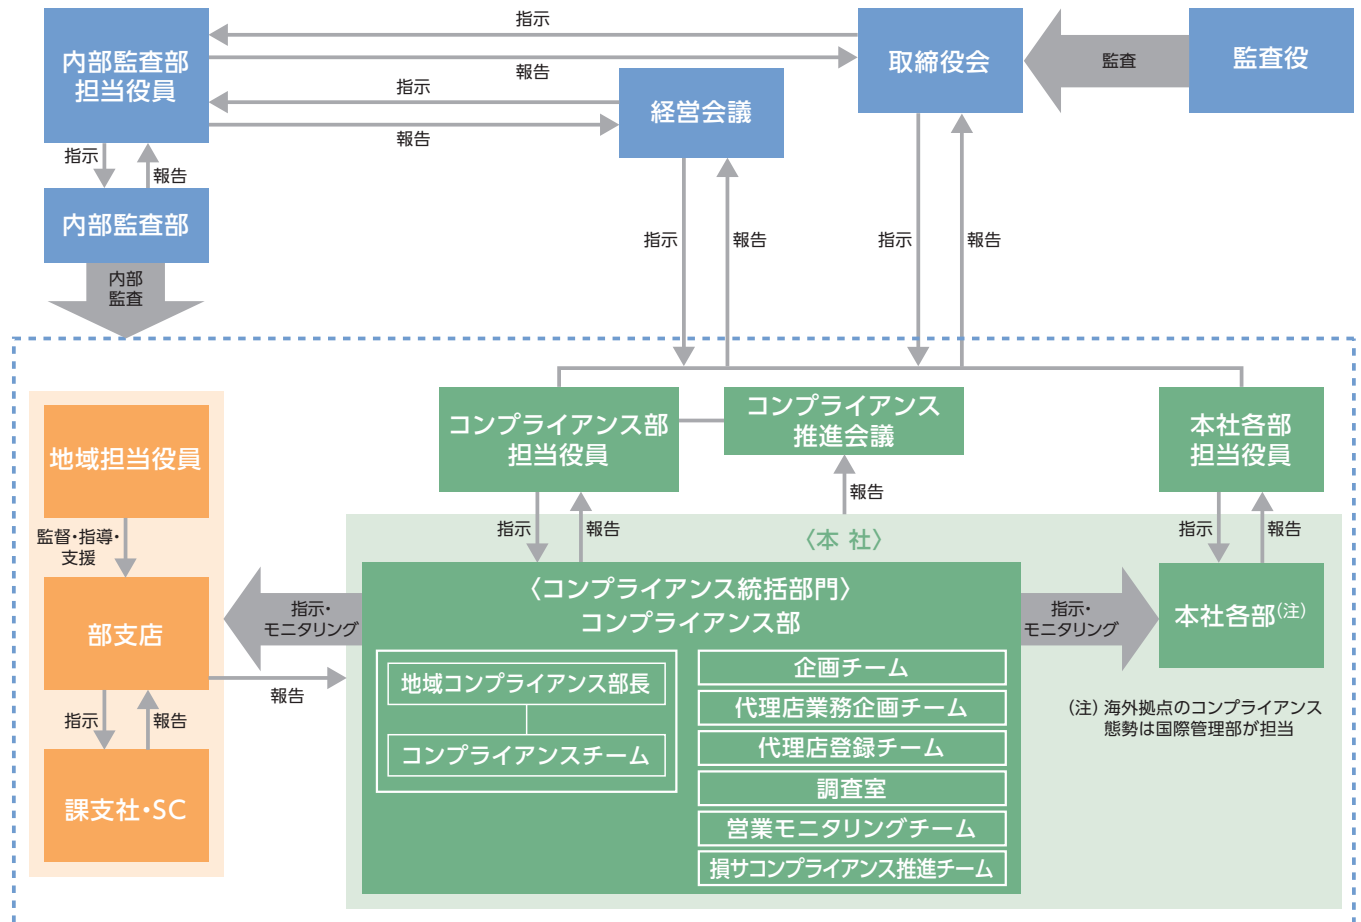 指示
内部監査部
担当役員
報告
取締役会
監査
監査役
指示
経営会議
報告
指示
報告
内部監査部
指示
報告
指示
報告
内部
監査
地域担当役員
監督・指導・
支援
部支店
指示
報告
課支社・SC
コンプライアンス部
担当役員
コンプライアンス
推進会議
本社各部
担当役員
指示
報告
報告
指示
報告
〈本 社〉
指示・
モニタリング
報告
〈コンプライアンス統括部門〉
コンプライアンス部
地域コンプライアンス部長
コンプライアンスチーム
企画チーム
代理店業務企画チーム
代理店登録チーム
調査室
営業モニタリングチーム
損サコンプライアンス推進チーム
指示・
モニタリング
本社各部(注)
(注) 海外拠点のコンプライアンス
態勢は国際管理部が担当